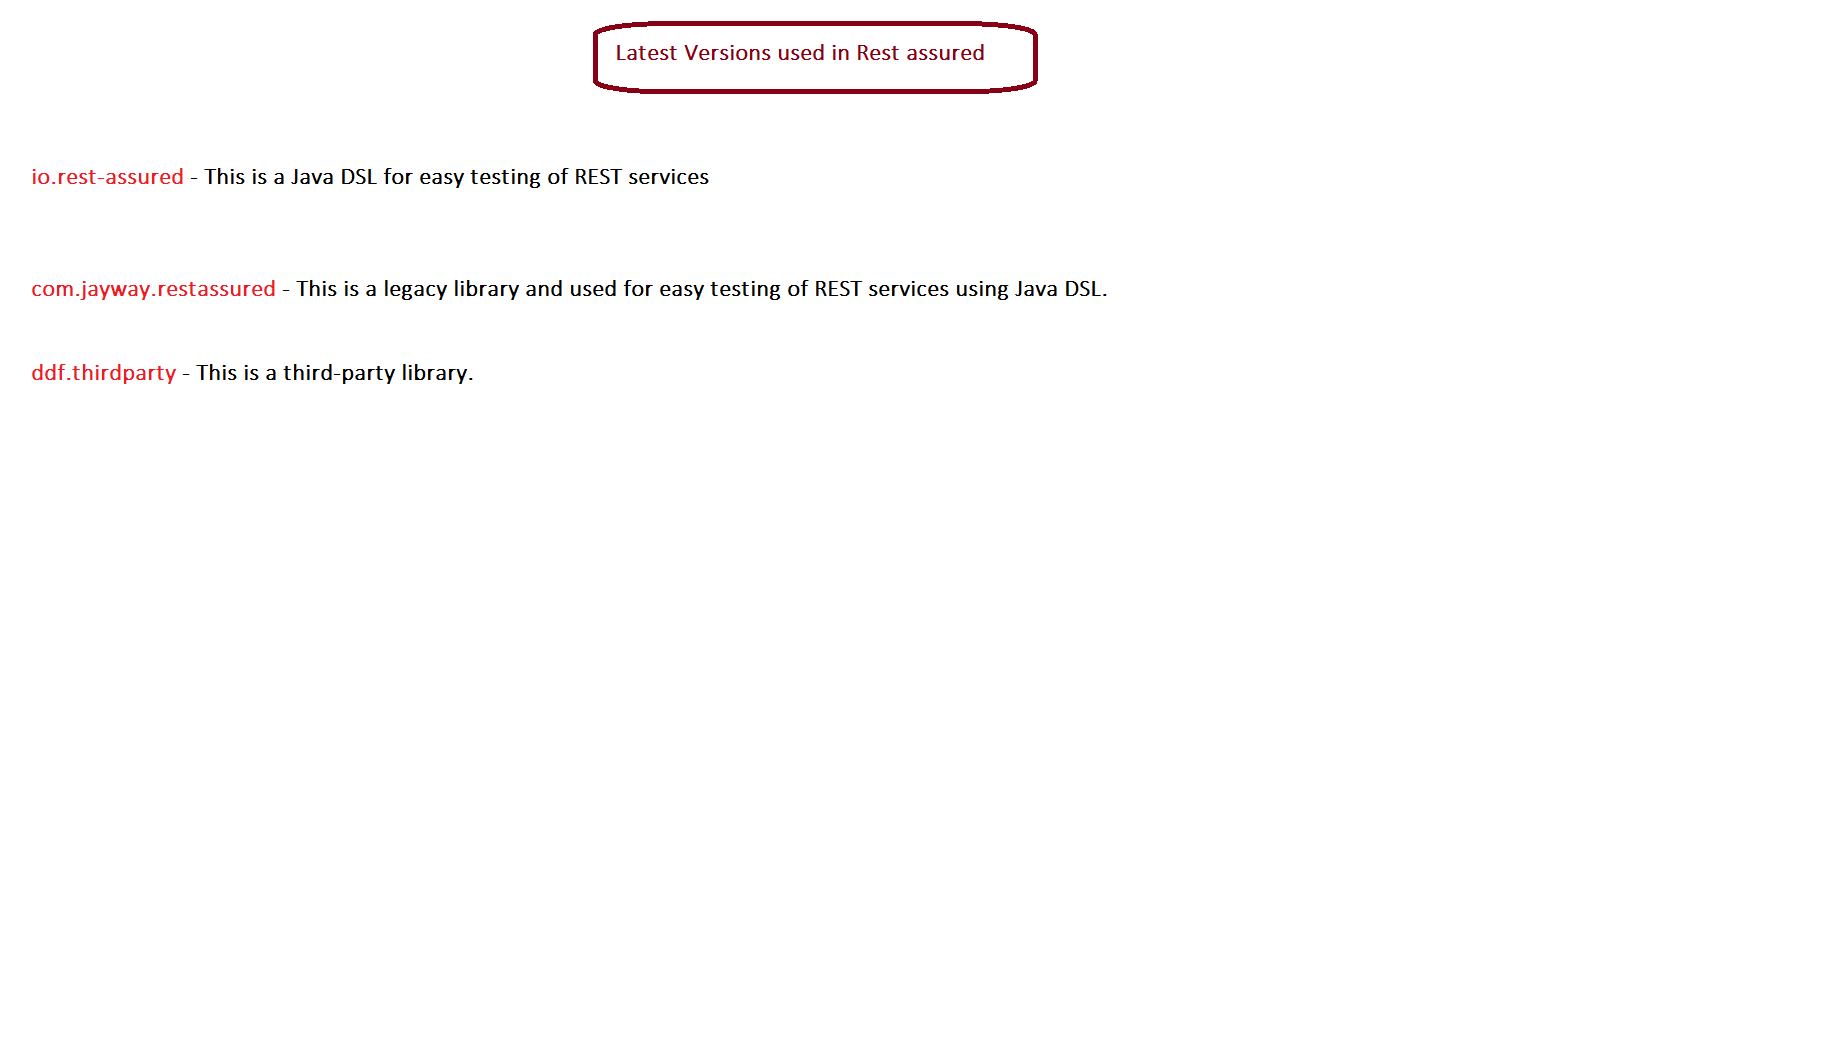 Latest Versions used in Rest assured
io.rest-assured - This is a Java DSL for easy testing of REST services
com.jayway.restassured - This is a legacy library and used for easy testing of REST services using Java DSL.
ddf.thirdparty - This is a third-party library.